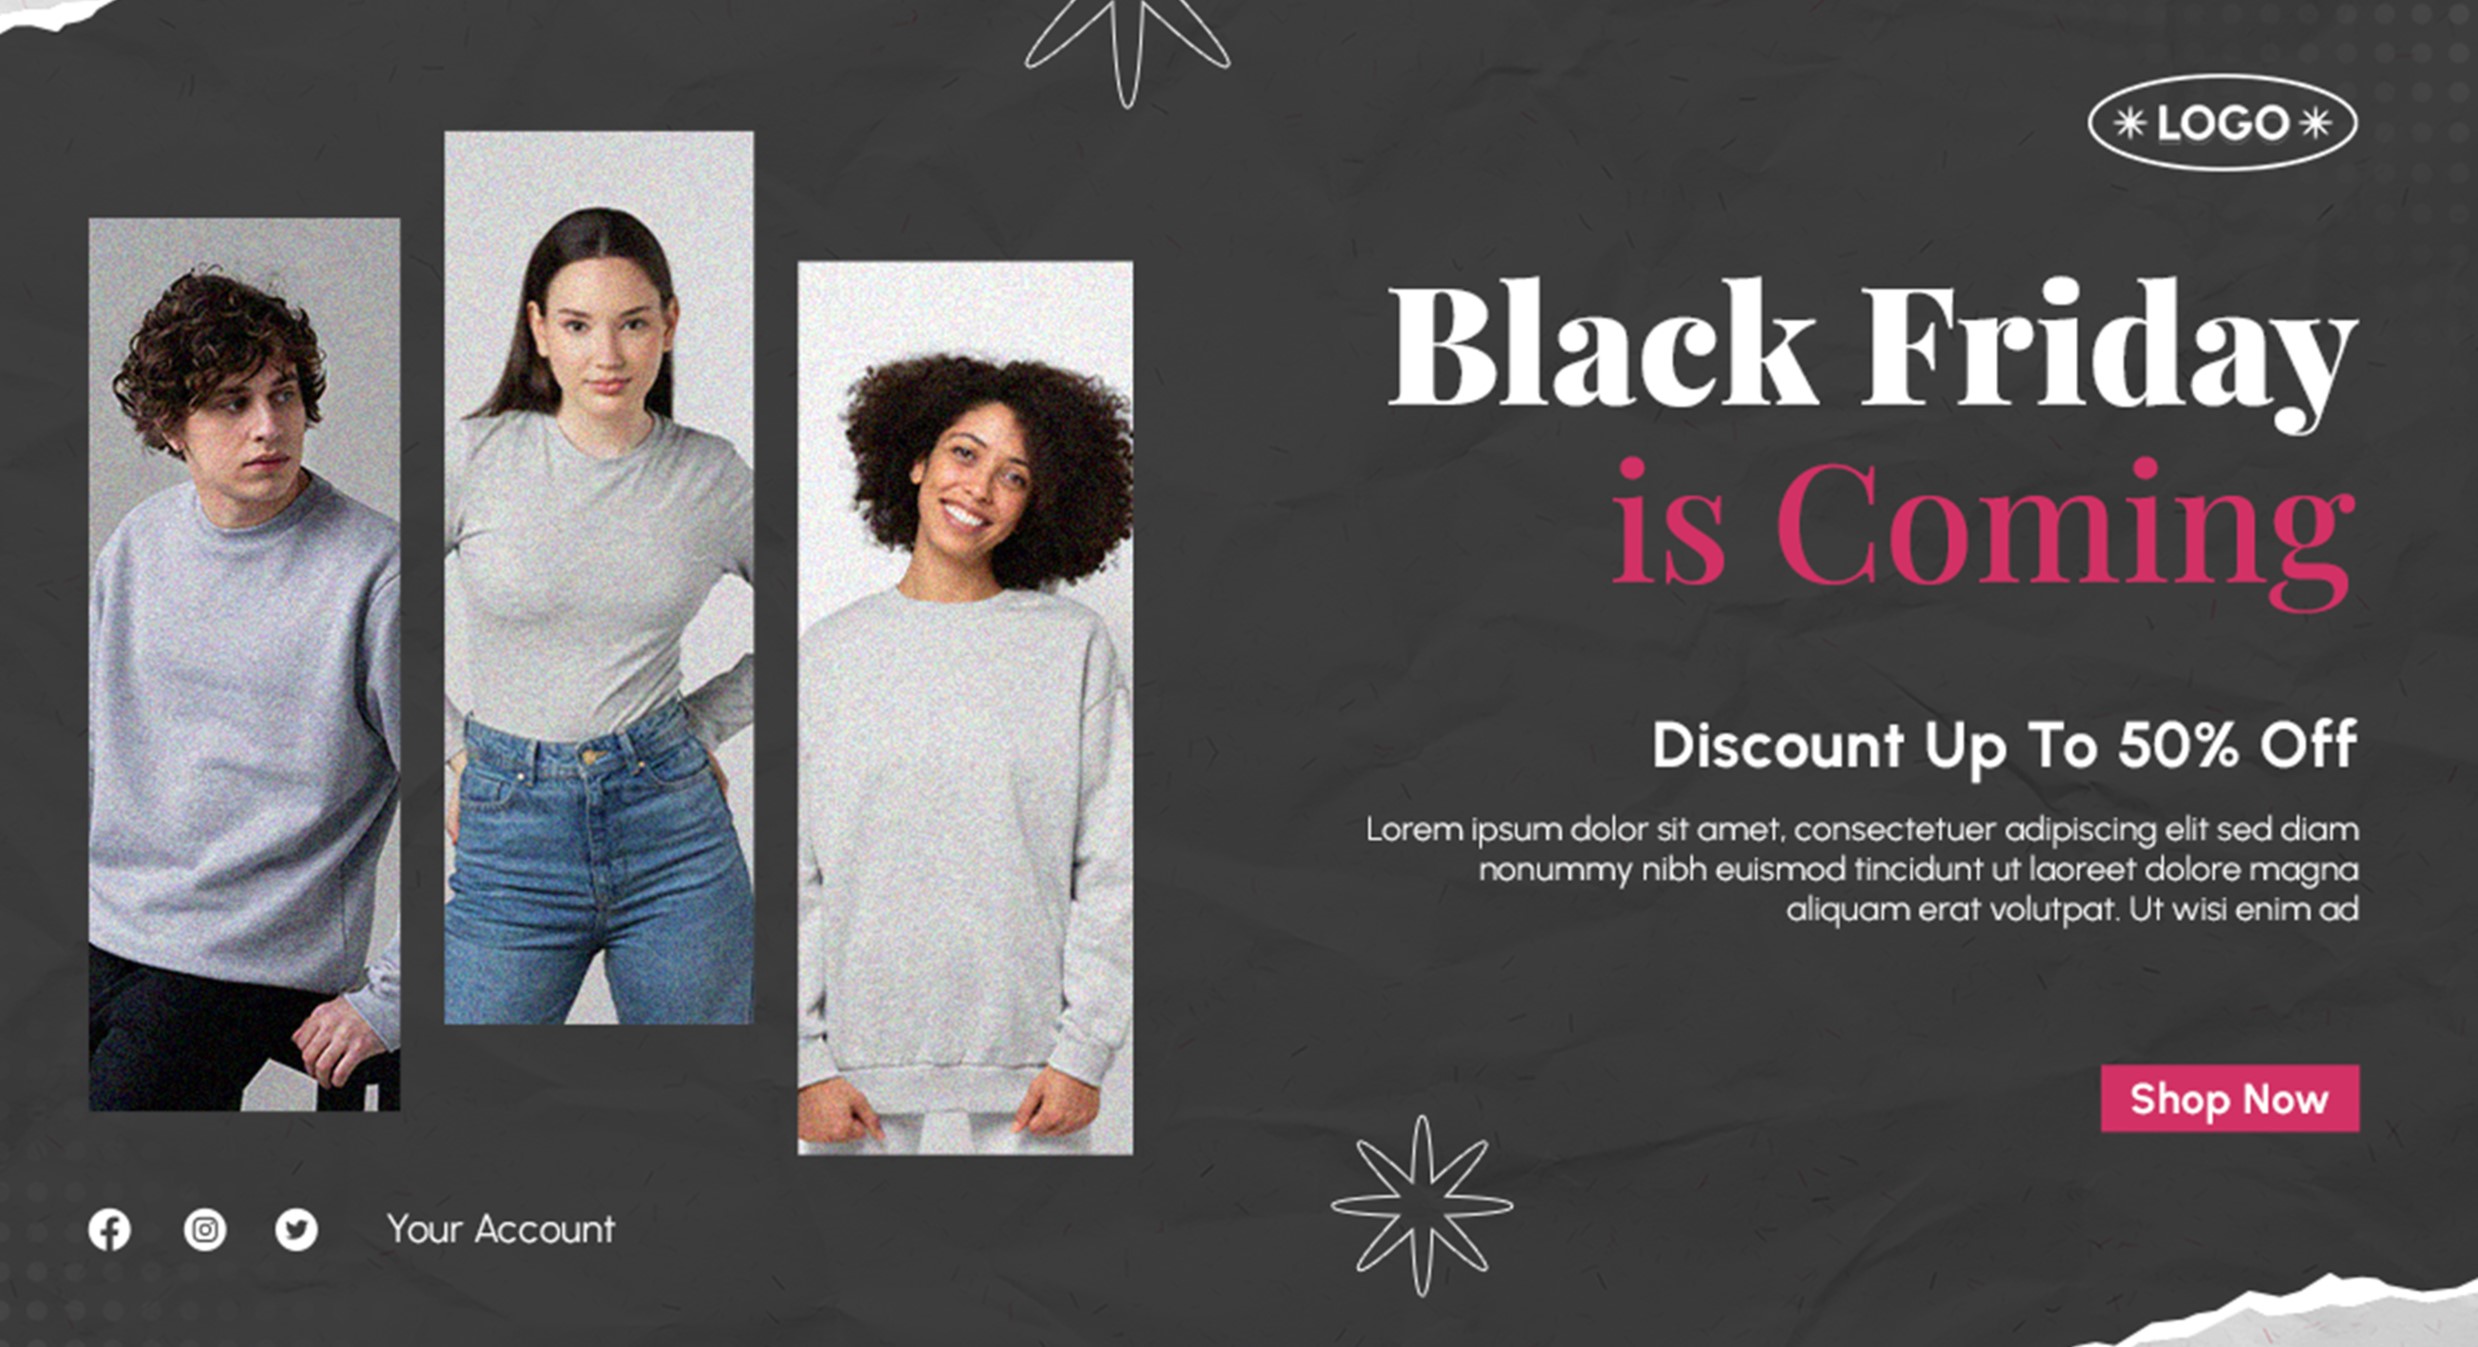 LOGO
Black Friday
is Coming
Discount Up To 50% Off
Lorem ipsum dolor sit amet, consectetuer adipiscing elit sed diam
nonummy nibh euismod tincidunt ut laoreet dolore magna
aliquam erat volutpat. Ut wisi enim ad
Shop Now
Your Account